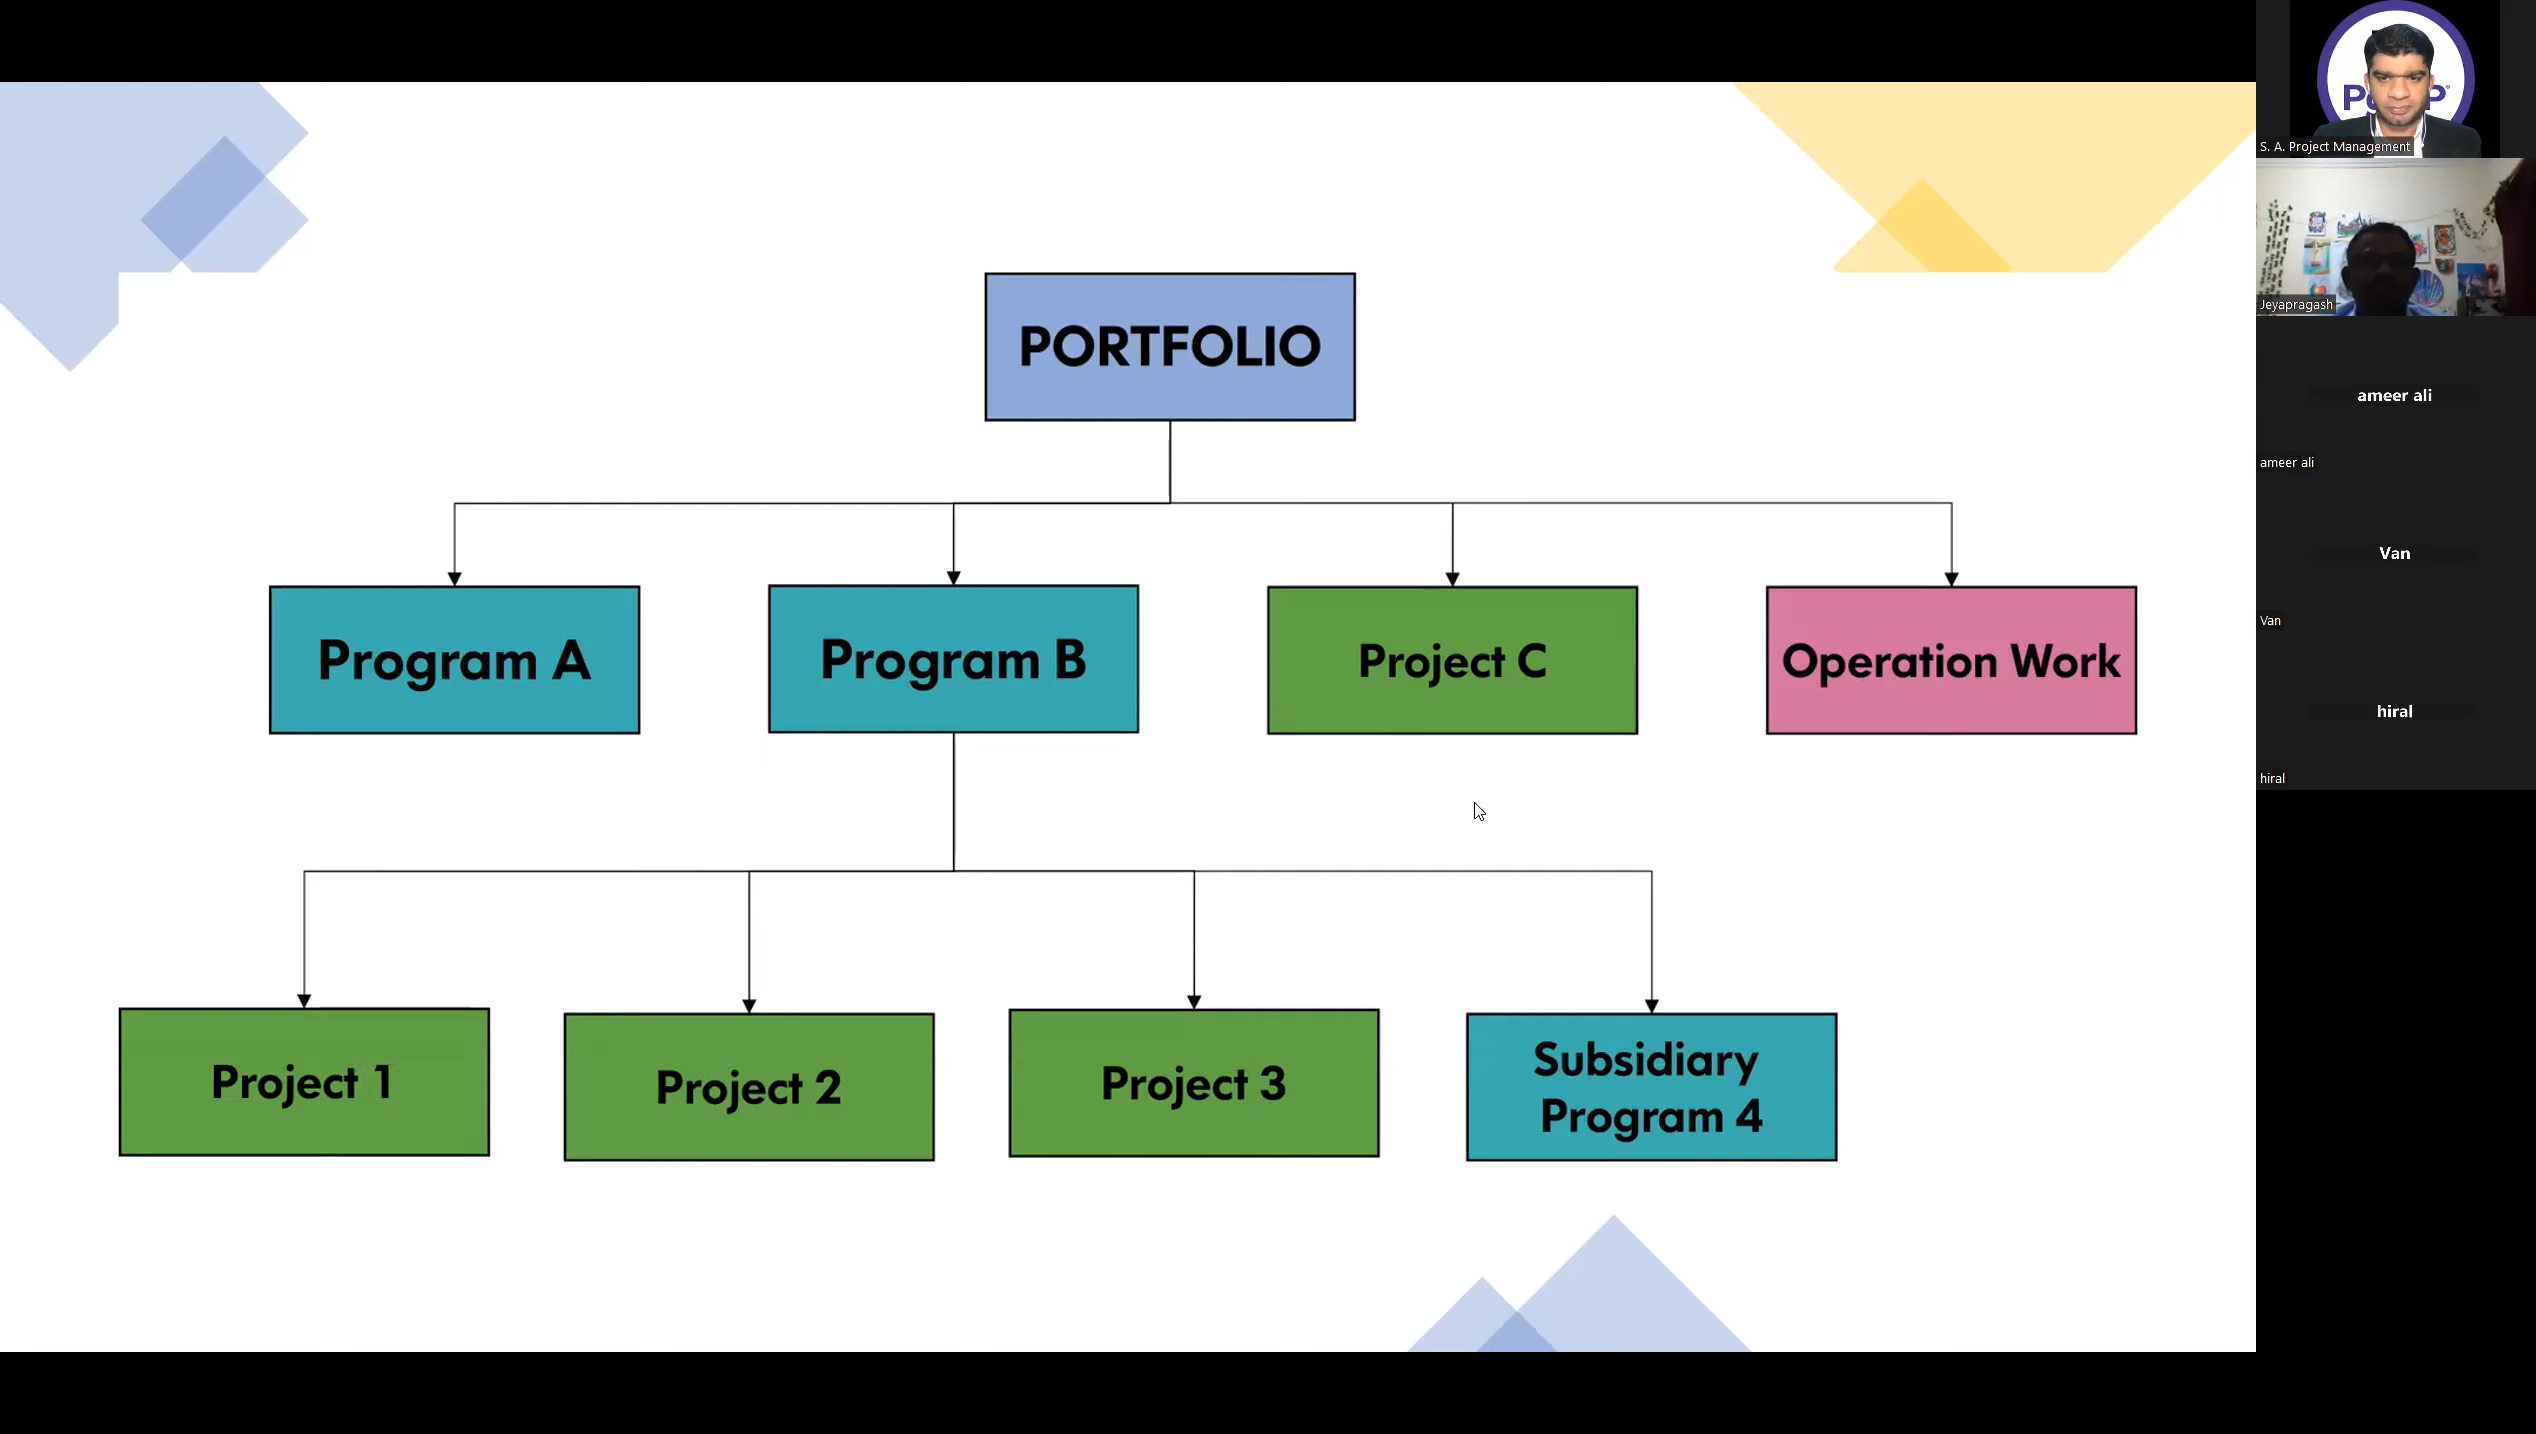 PORTFOLIO
Program A
Program B
Project C
Operation Work
Project 1
Project 2
Project 3
Subsidiary
Program 4
S. A. Project Management
Jeyapragash
ameer ali
ameer ali
Van
Van
hiral
hiral